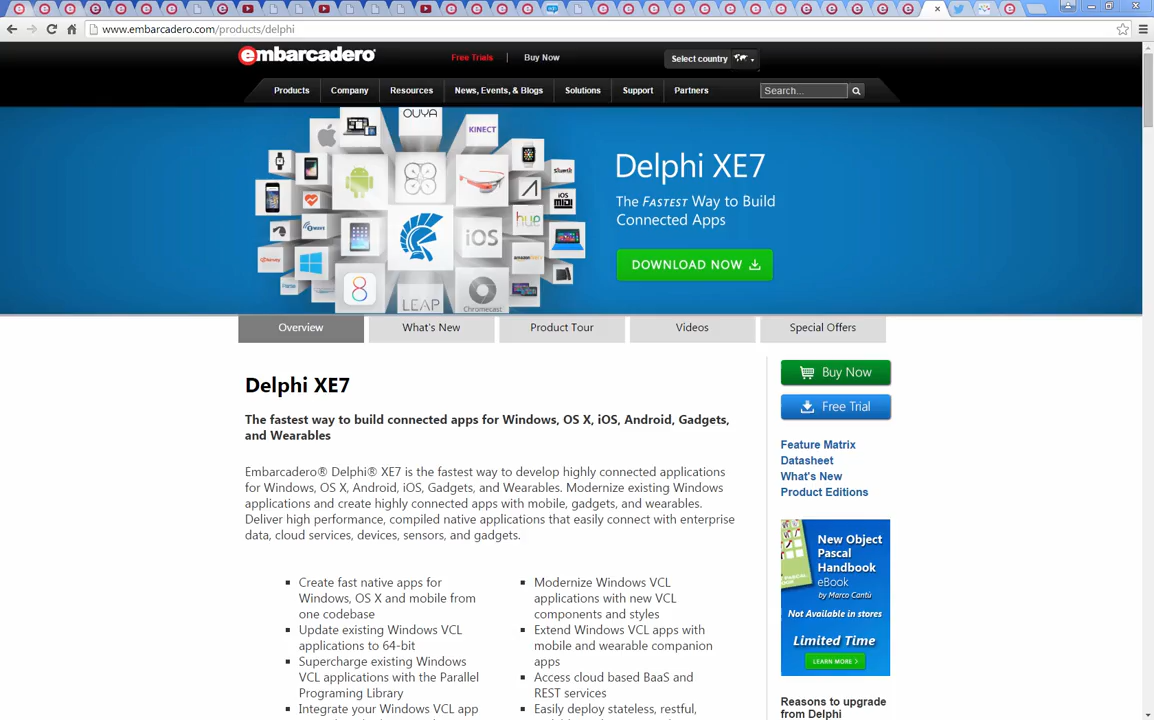 www.embarcadero.com/products/delphi
embarcadero®
Free Trials | Buy Now
Select country
Products Company Resources News, Events, & Blogs Solutions Support Partners
Search...
OUYA
KINECT
iOS MIDI
hue
iOS
8
LEAP
Chromecast
Delphi XE7
The FASTEST Way to Build
Connected Apps
DOWNLOAD NOW
Overview What's New Product Tour Videos Special Offers
Delphi XE7
The fastest way to build connected apps for Windows, OS X, iOS, Android, Gadgets,
and Wearables
Embarcadero® Delphi® XE7 is the fastest way to develop highly connected applications
for Windows, OS X, Android, iOS, Gadgets, and Wearables. Modernize existing Windows
applications and create highly connected apps with mobile, gadgets, and wearables.
Deliver high performance, compiled native applications that easily connect with enterprise
data, cloud services, devices, sensors, and gadgets.
Create fast native apps for
Windows, OS X and mobile from
one codebase
Update existing Windows VCL
applications to 64-bit
Supercharge existing Windows
VCL applications with the Parallel
Programing Library
Integrate your Windows VCL app
Modernize Windows VCL
applications with new VCL
components and styles
Extend Windows VCL apps with
mobile and wearable companion
apps
Access cloud based BaaS and
REST services
Easily deploy stateless, restful,
Buy Now
Free Trial
Feature Matrix
Datasheet
What's New
Product Editions
New Object
Pascal
Handbook
eBook
by Marco Cantù
Not Available in stores
Limited Time
LEARN MORE >
Reasons to upgrade
from Delphi